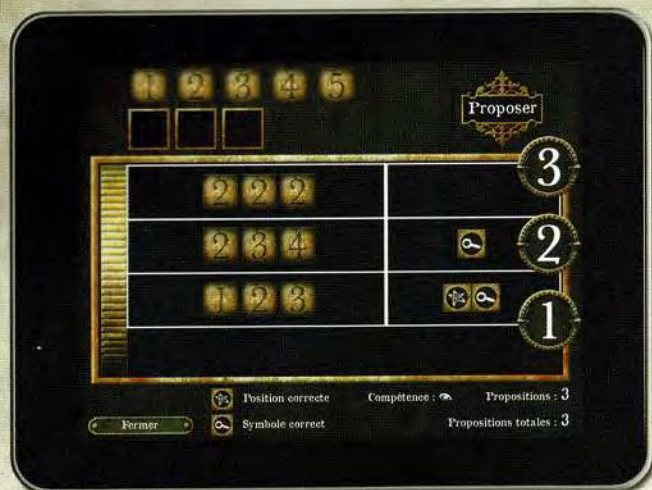 1 2 3 4 5
Proposer
2 2 2
3
2 3 4
2
1 2 3
1
Position correcte
Compétence :
Propositions : 3
Fermer
Symbole correct
Propositions totales : 3